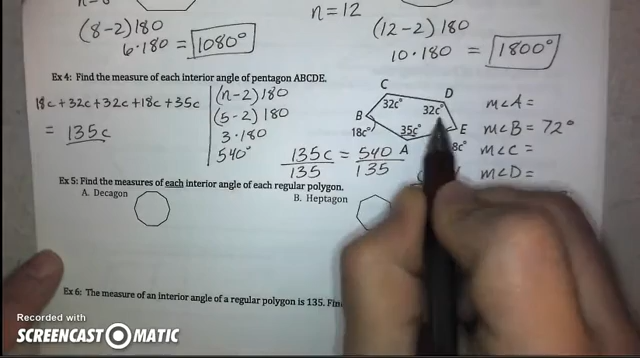 n=8
n=12
(8-2)180
6·180 = 1080°
(12-2)180
10·180 = 1800°
Ex 4: Find the measure of each interior angle of pentagon ABCDE.
18c+32c+32c+18c+35c
= 135c
(n-2)180
(5-2)180
3·180
540°
135c = 540
135 135
C
D
B
E
A
32c°
32c°
18c°
35c°
8c°
m∠A =
m∠B = 72°
m∠C =
m∠D =
Ex 5: Find the measures of each interior angle of each regular polygon.
A. Decagon
B. Heptagon
Ex 6: The measure of an interior angle of a regular polygon is 135. Fin
Recorded with
SCREENCAST-O-MATIC